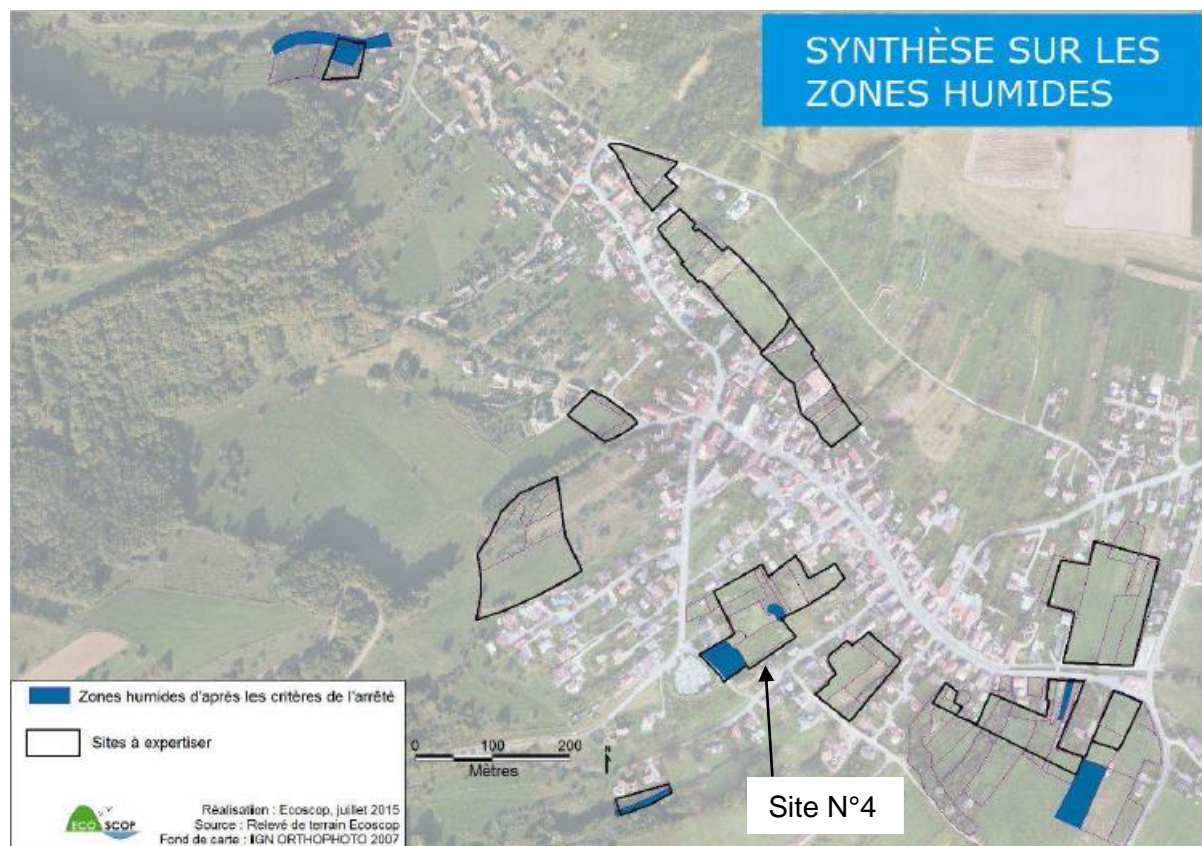 SYNTHÈSE SUR LES
ZONES HUMIDES
Zones humides d'après les critères de l'arrêté
Sites à expertiser
0 100 200
Mètres
N
ECO SCOP
Réalisation : Ecoscop, juillet 2015
Source : Relevé de terrain Ecoscop
Fond de carte : IGN ORTHOPHOTO 2007
Site N°4